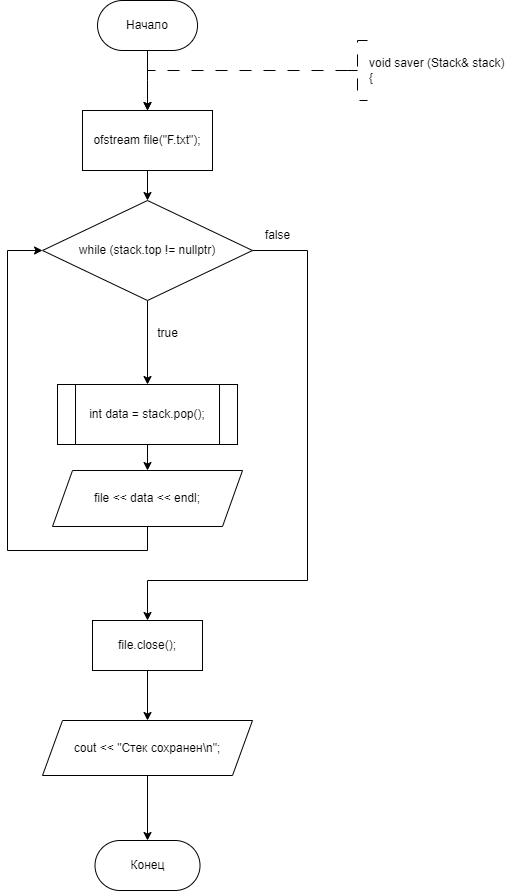 Начало
void saver (Stack& stack)
{
ofstream file("F.txt");
while (stack.top != nullptr)
false
true
int data = stack.pop();
file << data << endl;
file.close();
cout << "Стек сохранен\n";
Конец